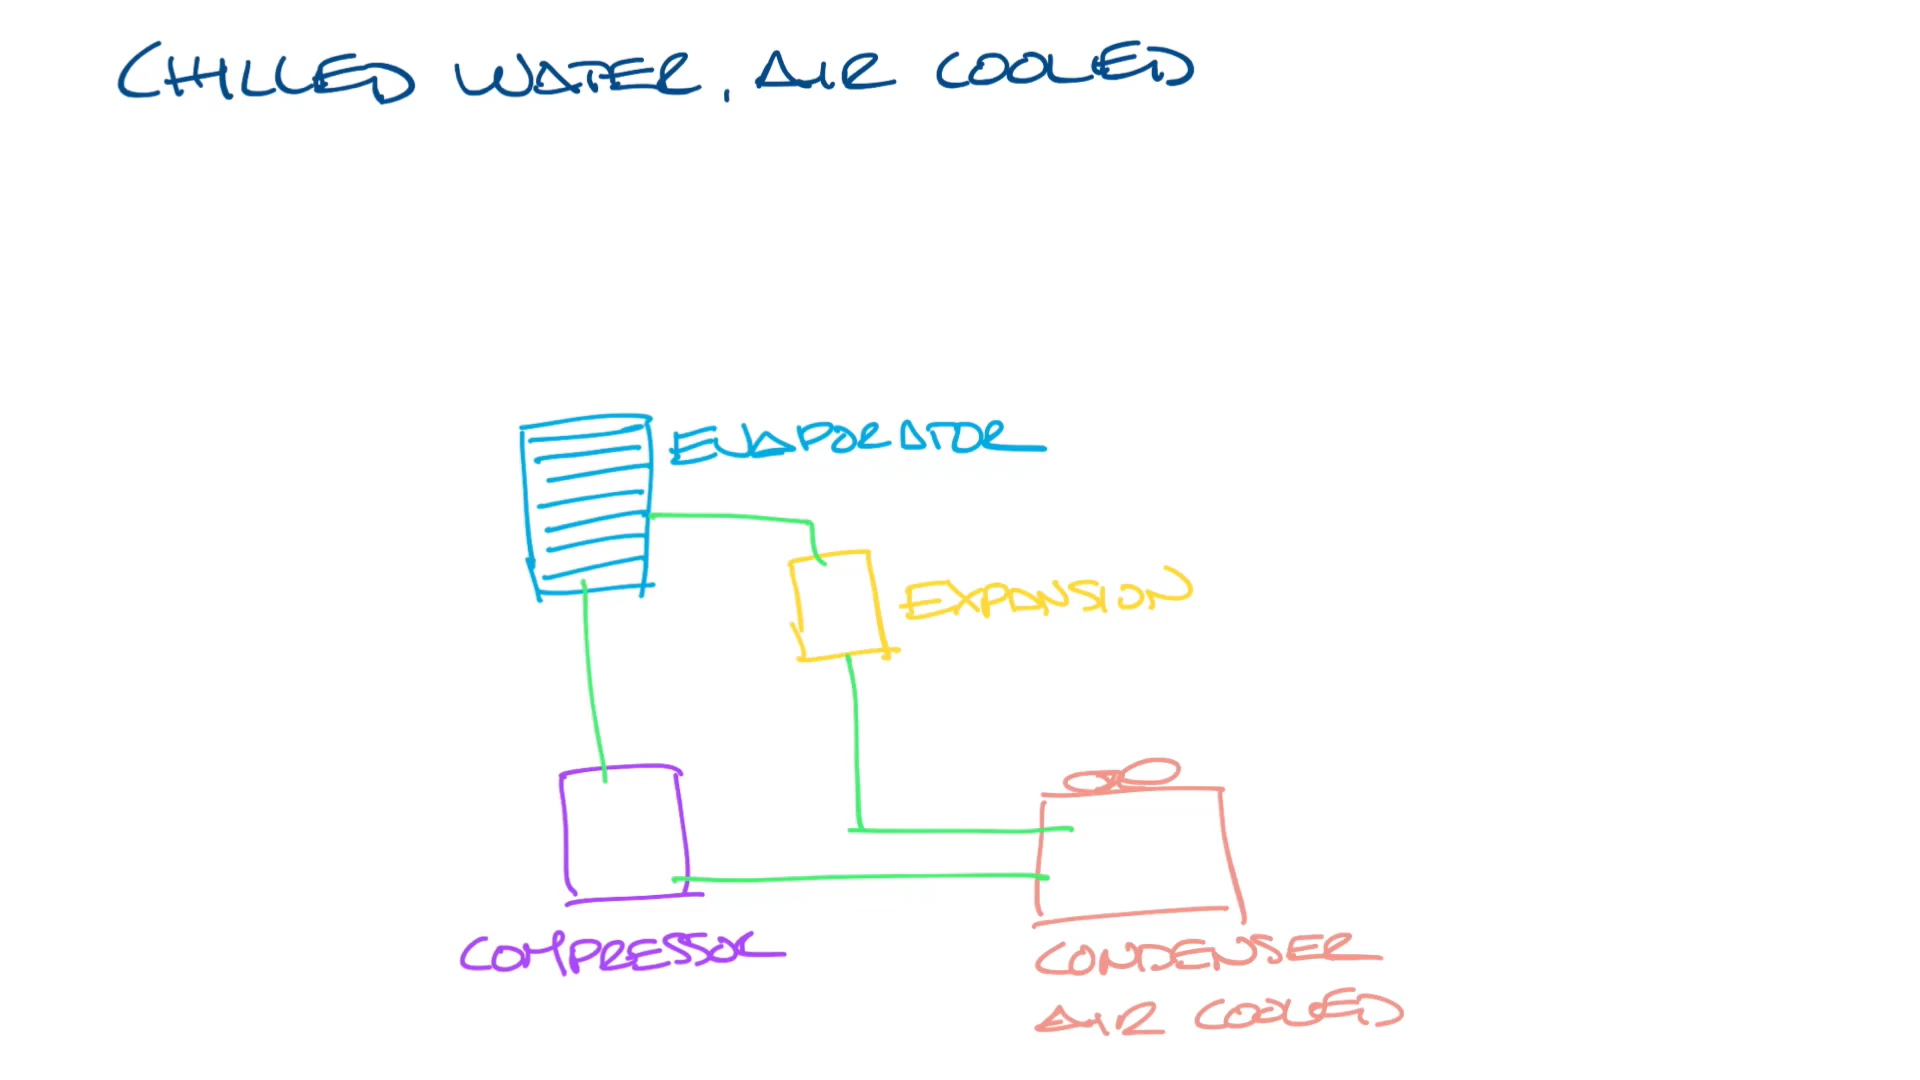 CHILLED WATER, AIR COOLED
EVAPORATOR
EXPANSION
COMPRESSOR
CONDENSER
AIR COOLED